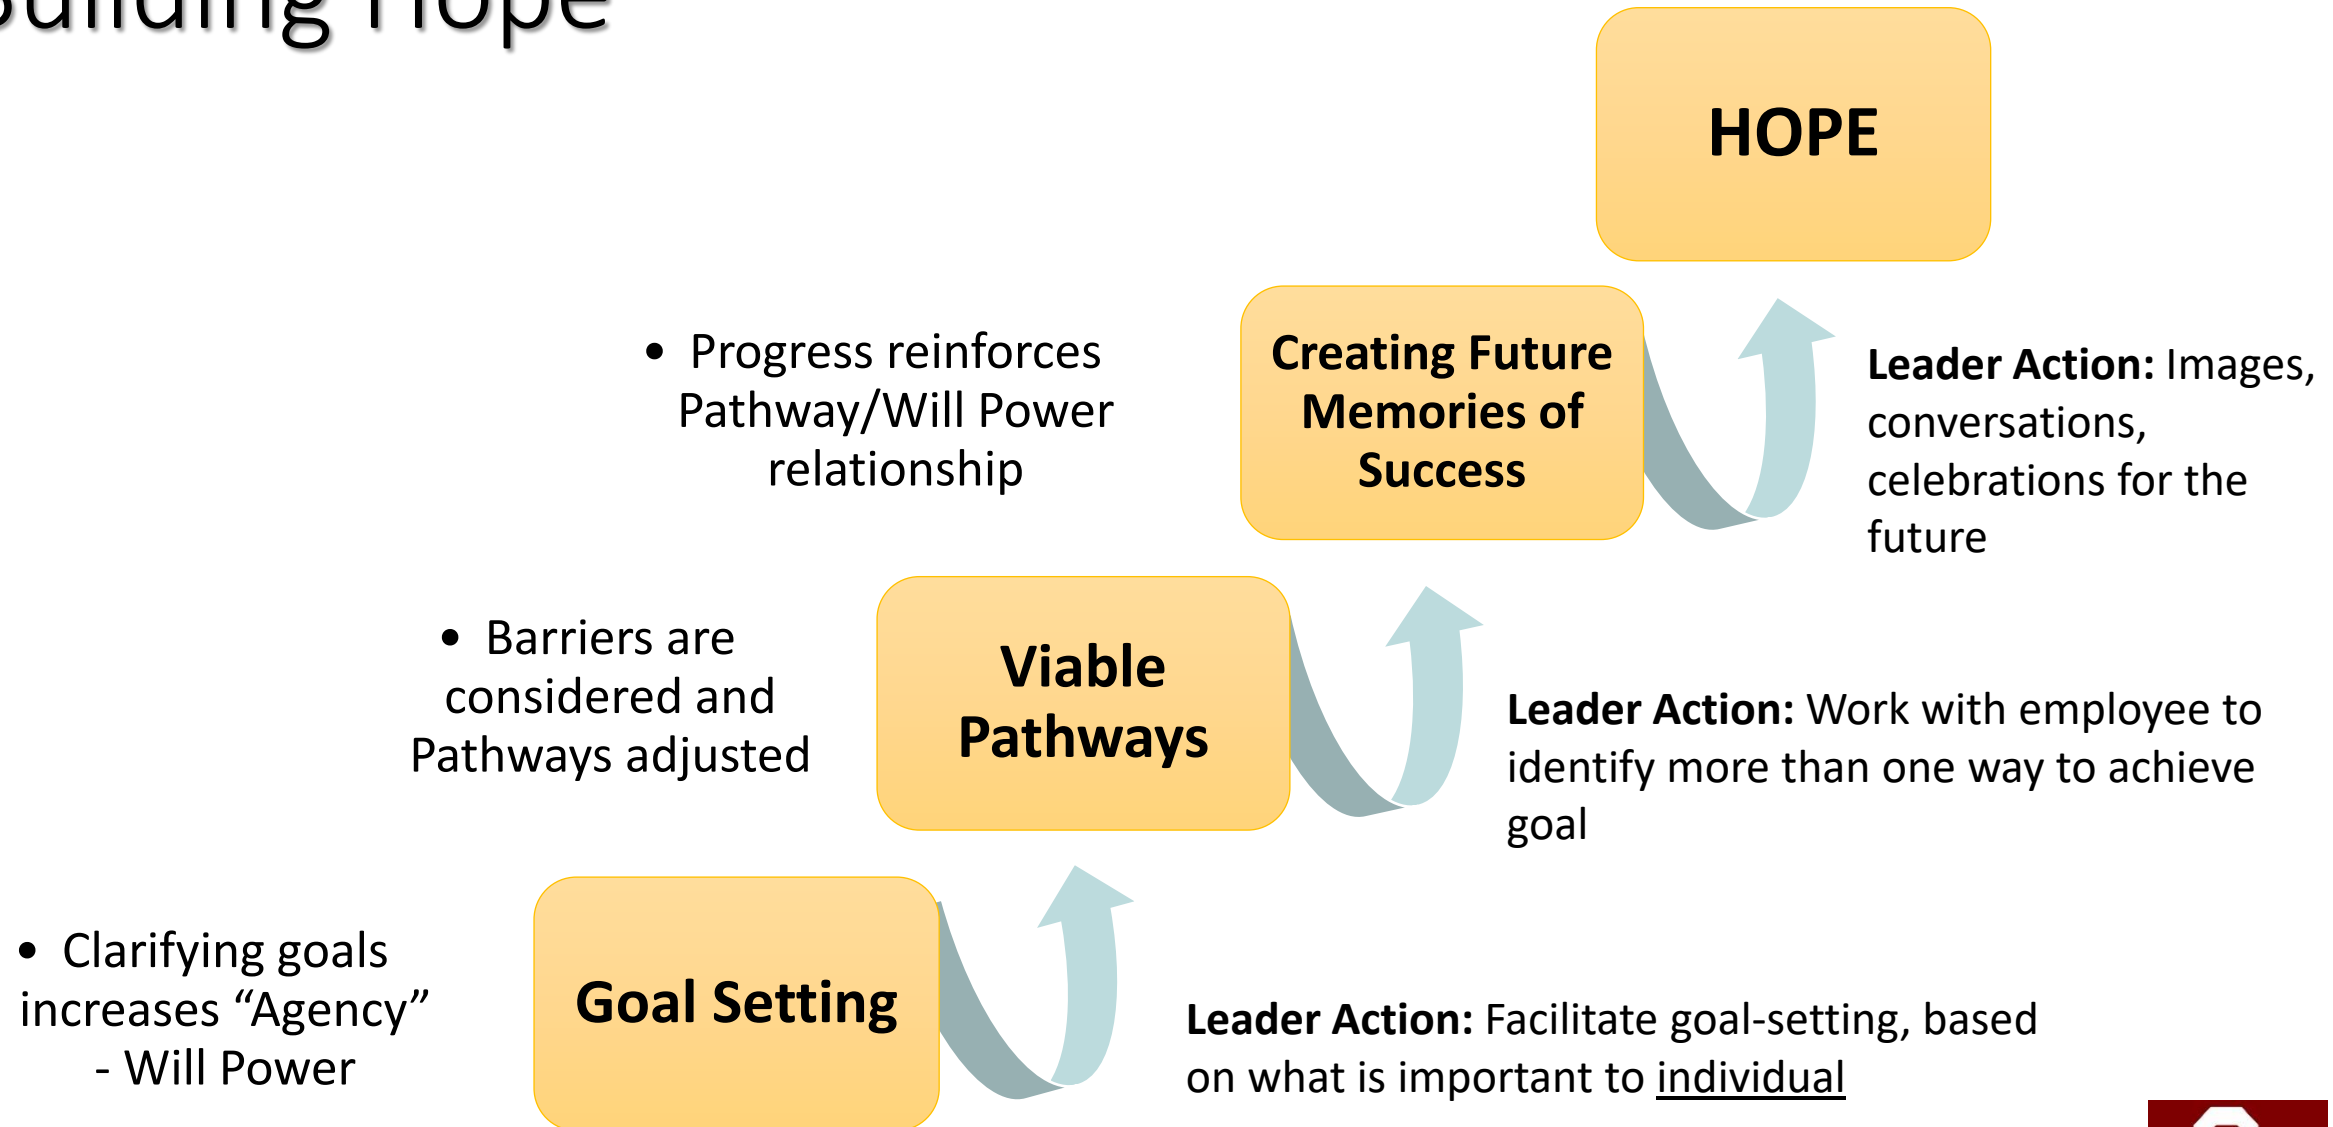 Building Hope
HOPE
• Progress reinforces
Pathway/Will Power
relationship
Creating Future
Memories of
Success
Leader Action: Images,
conversations,
celebrations for the
future
• Barriers are
considered and
Pathways adjusted
Viable
Pathways
Leader Action: Work with employee to
identify more than one way to achieve
goal
• Clarifying goals
increases “Agency”
- Will Power
Goal Setting
Leader Action: Facilitate goal-setting, based
on what is important to individual